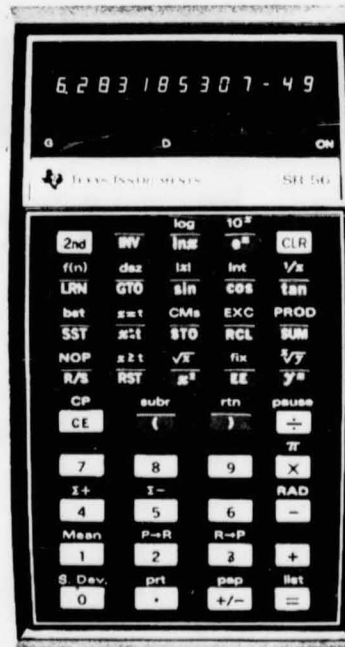 6.283185307-49
G D ON
TEXAS INSTRUMENTS SR-56
log 10ˣ
2nd INV lnx eˣ CLR
f(n) dsz |x| Int 1/x
LRN GTO sin cos tan
bst x=t CMs EXC PROD
SST x:t STO RCL SUM
NOP x≥t √x fix ˣ√y
R/S RST x² EE yˣ
CP subr rtn pause
CE ( ) ÷
π
7 8 9 ×
Σ+ Σ− RAD
4 5 6 −
Mean P→R R→P
1 2 3 +
S. Dev. prt pap list
0 . +/− =